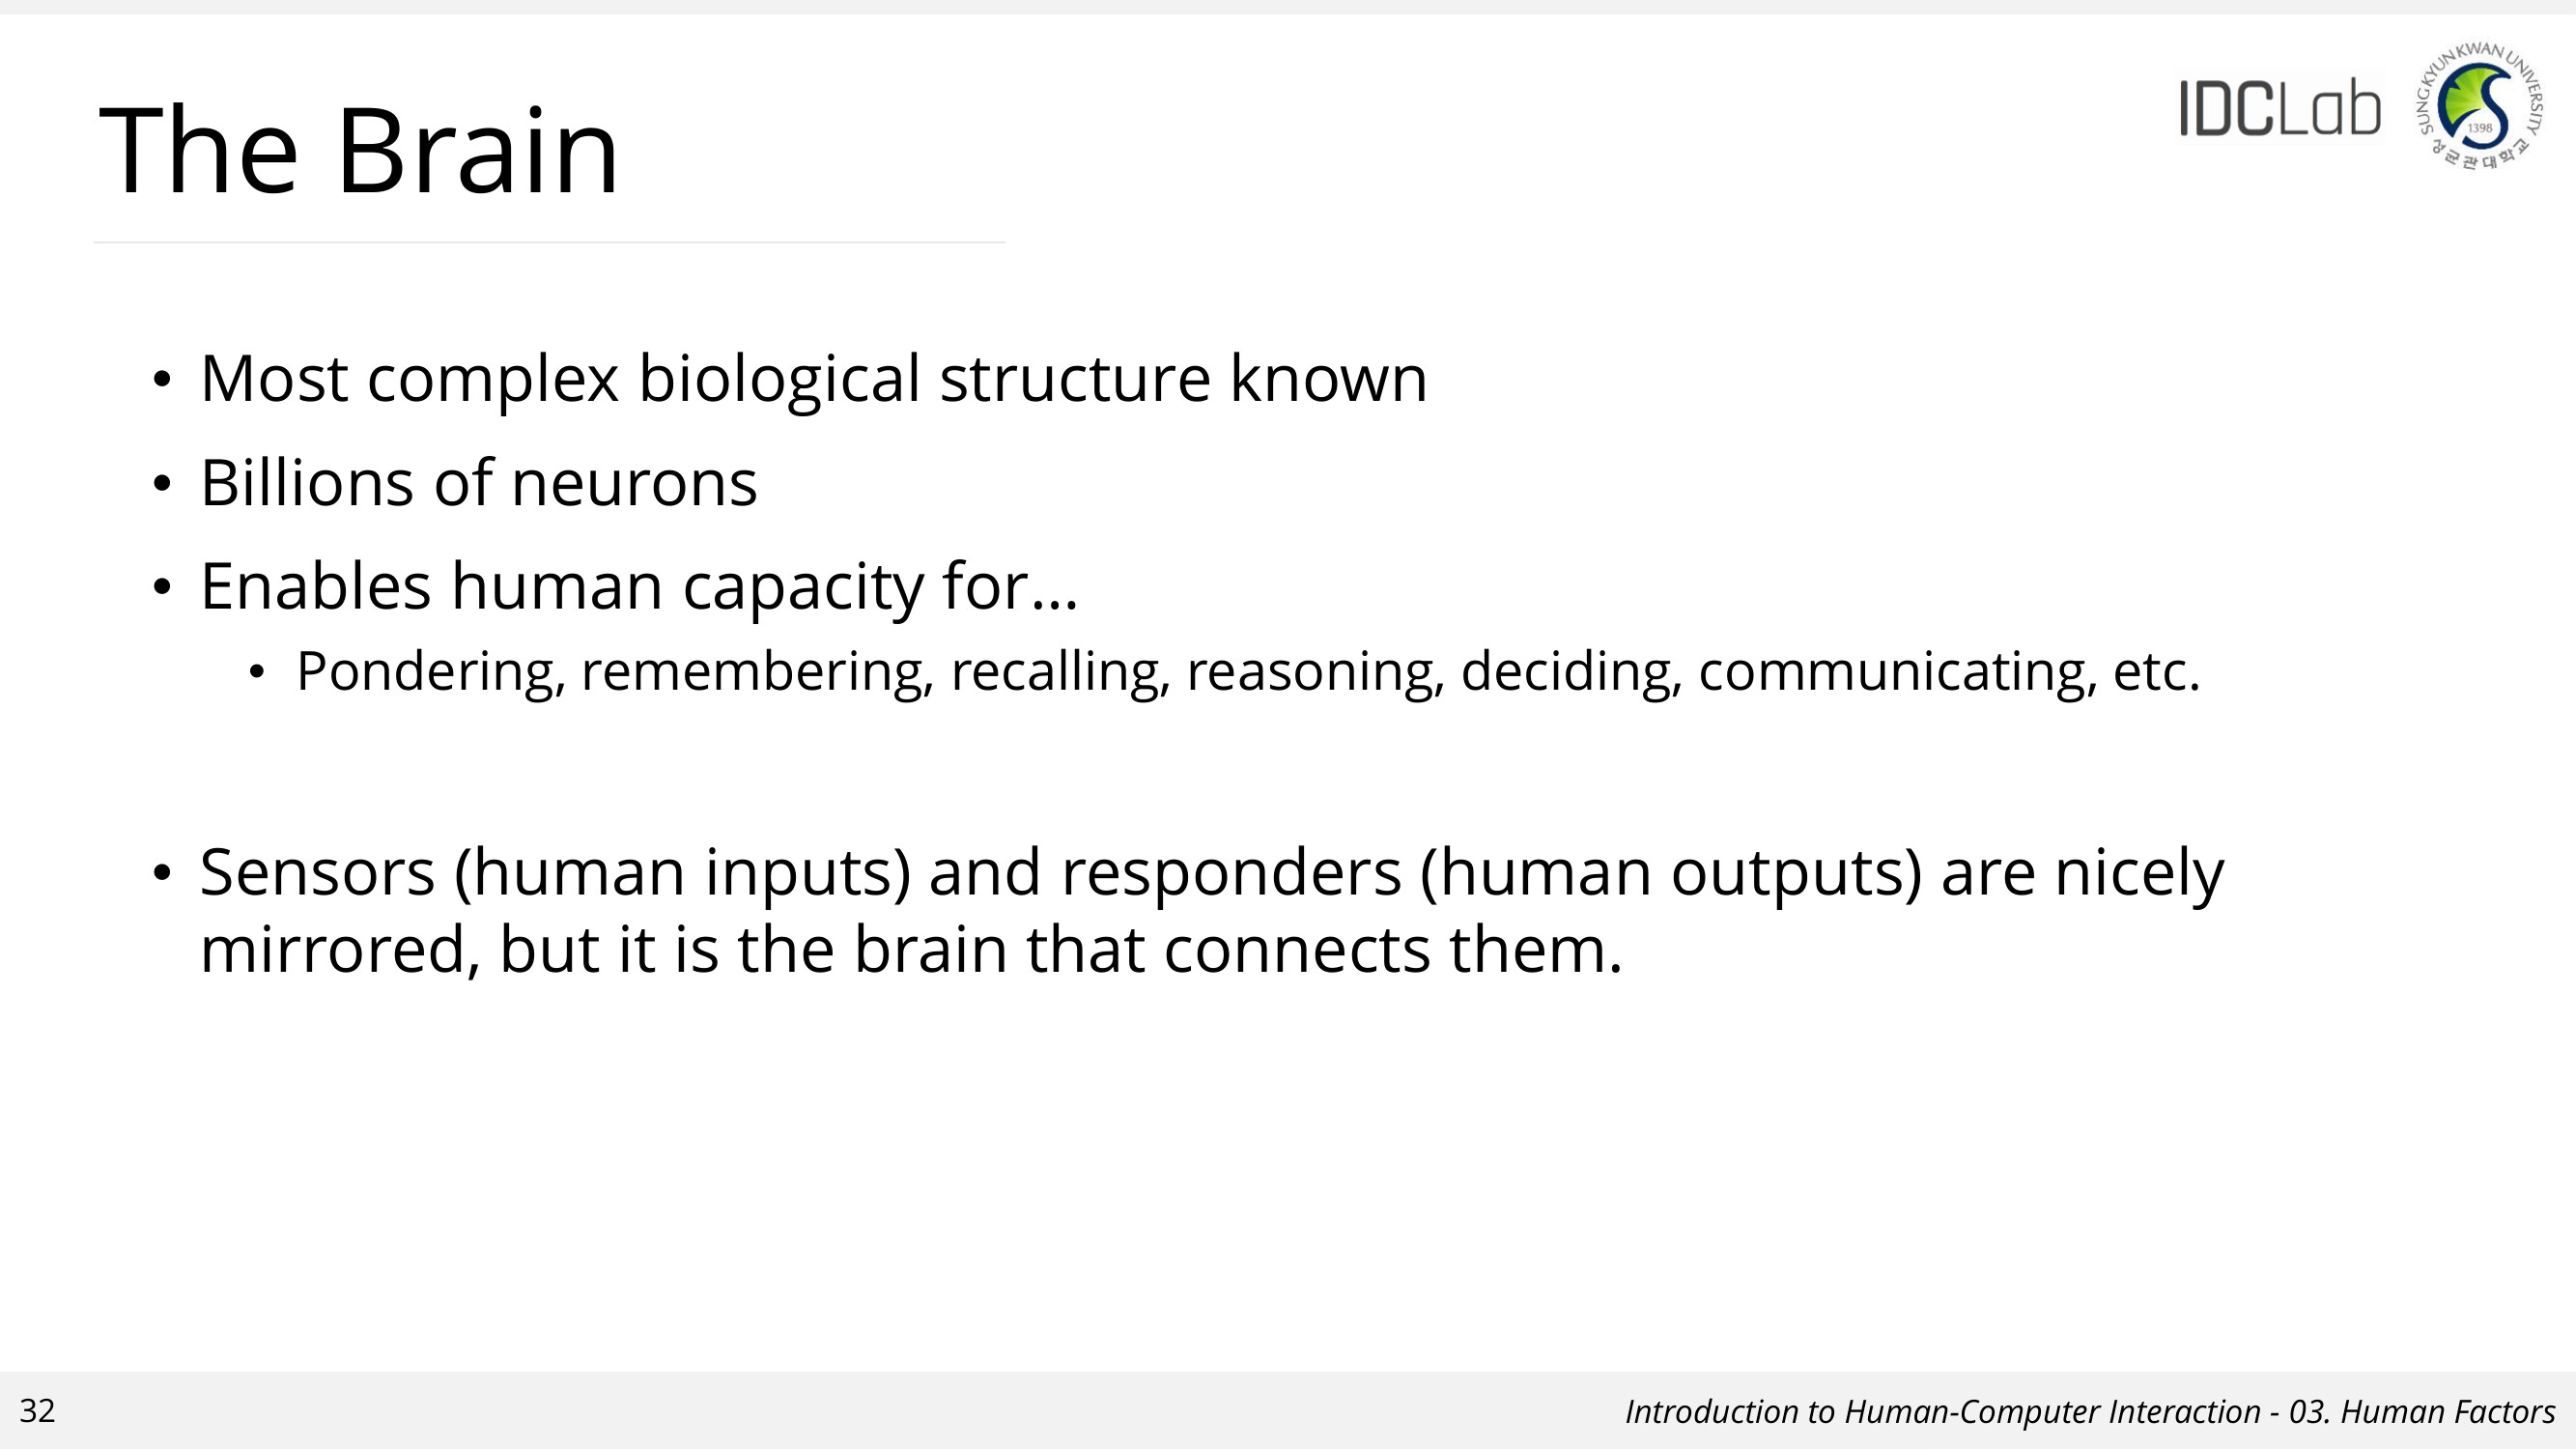 The Brain
IDCLab
SUNGKYUNKWAN UNIVERSITY
1398
성균관대학교
• Most complex biological structure known
• Billions of neurons
• Enables human capacity for…
• Pondering, remembering, recalling, reasoning, deciding, communicating, etc.
• Sensors (human inputs) and responders (human outputs) are nicely
mirrored, but it is the brain that connects them.
32
Introduction to Human-Computer Interaction - 03. Human Factors